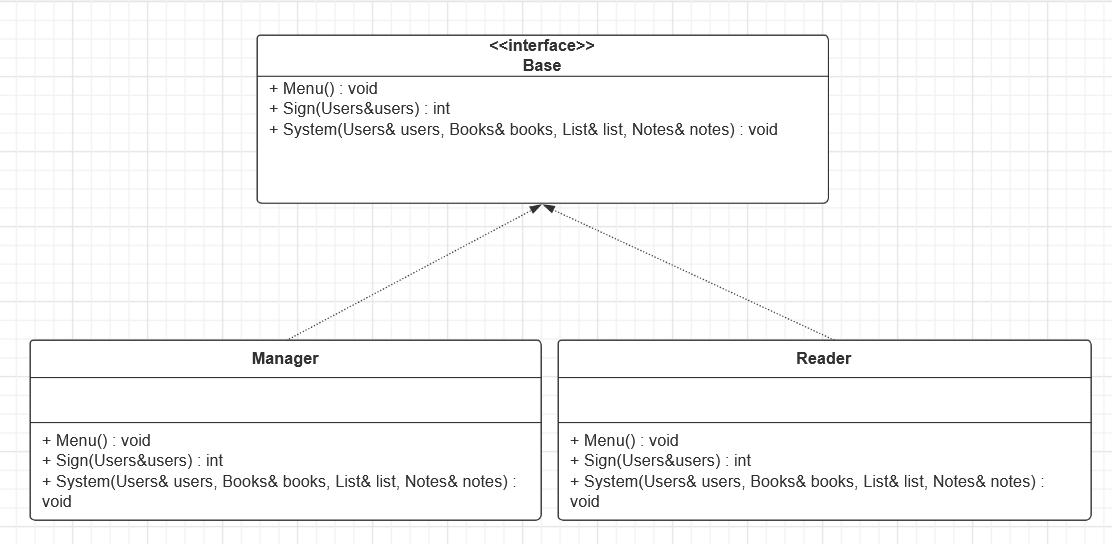 <<interface>>
Base
+ Menu() : void
+ Sign(Users&users) : int
+ System(Users& users, Books& books, List& list, Notes& notes) : void
Manager
+ Menu() : void
+ Sign(Users&users) : int
+ System(Users& users, Books& books, List& list, Notes& notes) :
void
Reader
+ Menu() : void
+ Sign(Users&users) : int
+ System(Users& users, Books& books, List& list, Notes& notes) :
void